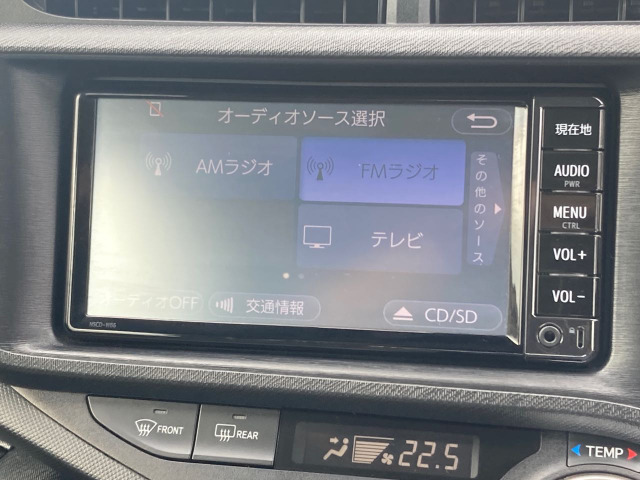 オーディオソース選択
AMラジオ
FMラジオ
テレビ
その他のソース
オーディオOFF
交通情報
CD/SD
現在地
AUDIO
PWR
MENU
CTRL
VOL+
VOL-
FRONT
REAR
22.5
TEMP